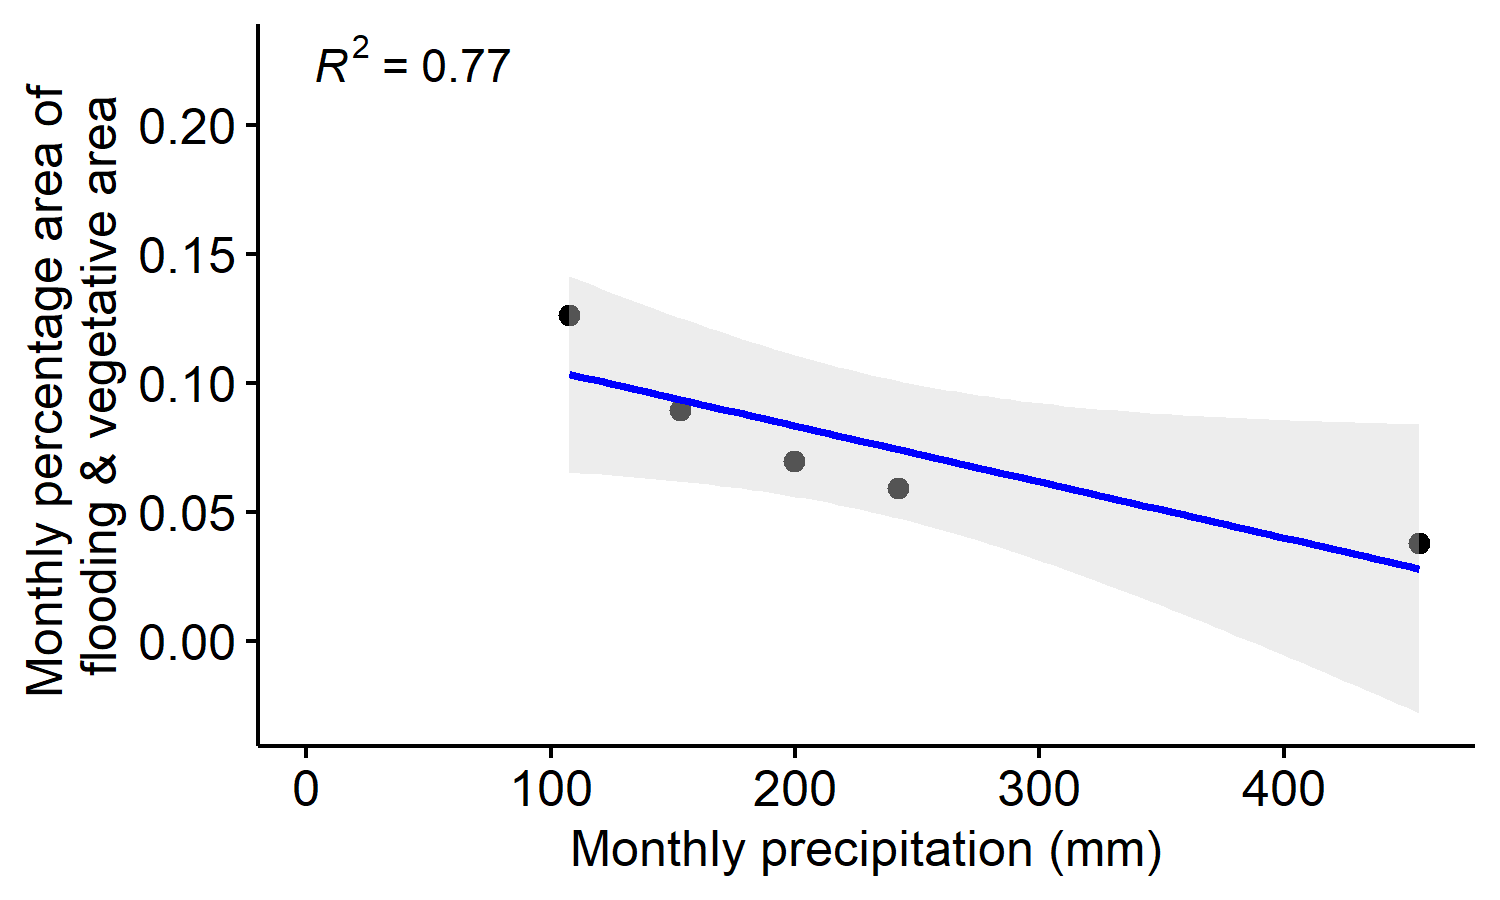 R² = 0.77
Monthly percentage area of
flooding & vegetative area
0.20
0.15
0.10
0.05
0.00
0 100 200 300 400
Monthly precipitation (mm)